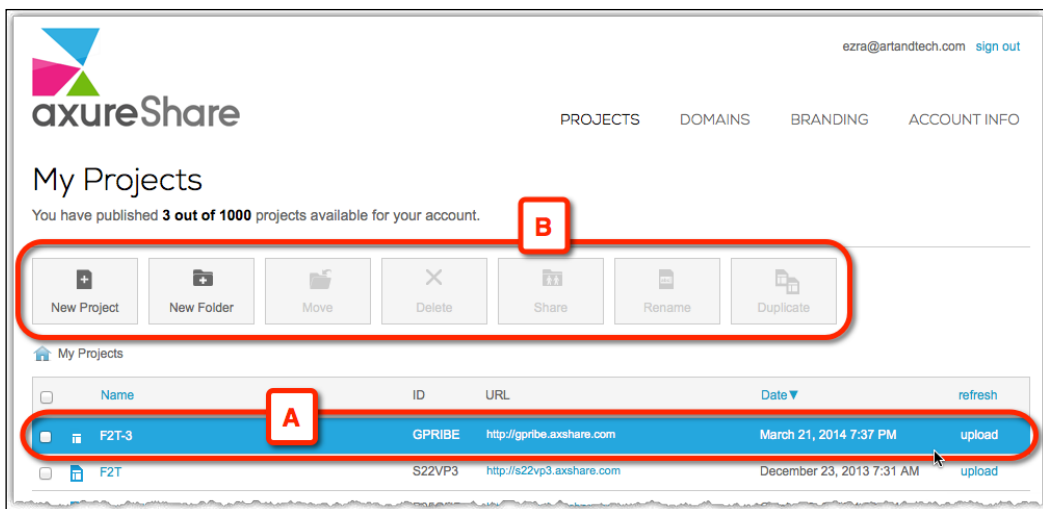 ezra@artandtech.com sign out
axureShare
PROJECTS DOMAINS BRANDING ACCOUNT INFO
My Projects
You have published 3 out of 1000 projects available for your account.
B
New Project New Folder Move Delete Share Rename Duplicate
My Projects
Name ID URL Date▼ refresh
A
F2T-3 GPRIBE http://gpribe.axshare.com March 21, 2014 7:37 PM upload
F2T S22VP3 http://s22vp3.axshare.com December 23, 2013 7:31 AM upload